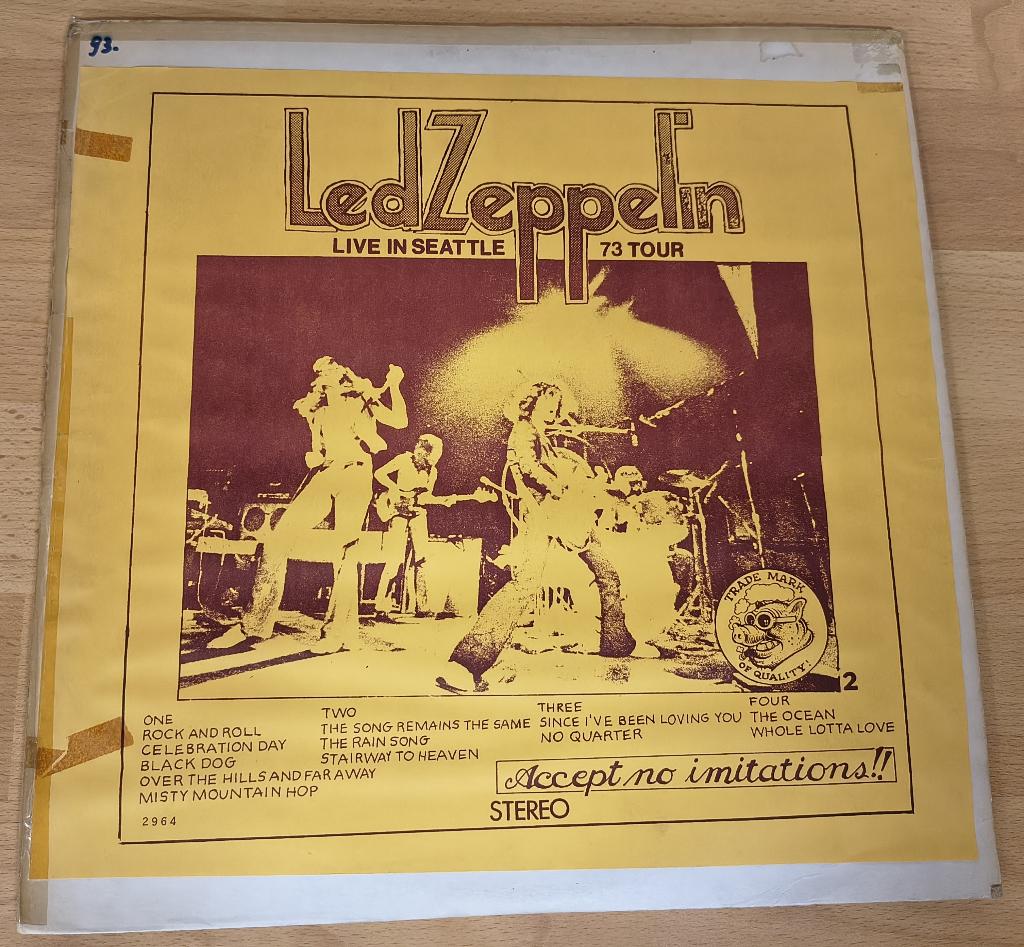 93.
Led Zeppelin
LIVE IN SEATTLE 73 TOUR
TRADE MARK
OF QUALITY!
2
ONE
ROCK AND ROLL
CELEBRATION DAY
BLACK DOG
OVER THE HILLS AND FAR AWAY
MISTY MOUNTAIN HOP
TWO
THE SONG REMAINS THE SAME
THE RAIN SONG
STAIRWAY TO HEAVEN
THREE
SINCE I'VE BEEN LOVING YOU
NO QUARTER
FOUR
THE OCEAN
WHOLE LOTTA LOVE
Accept no imitations!!
STEREO
2964